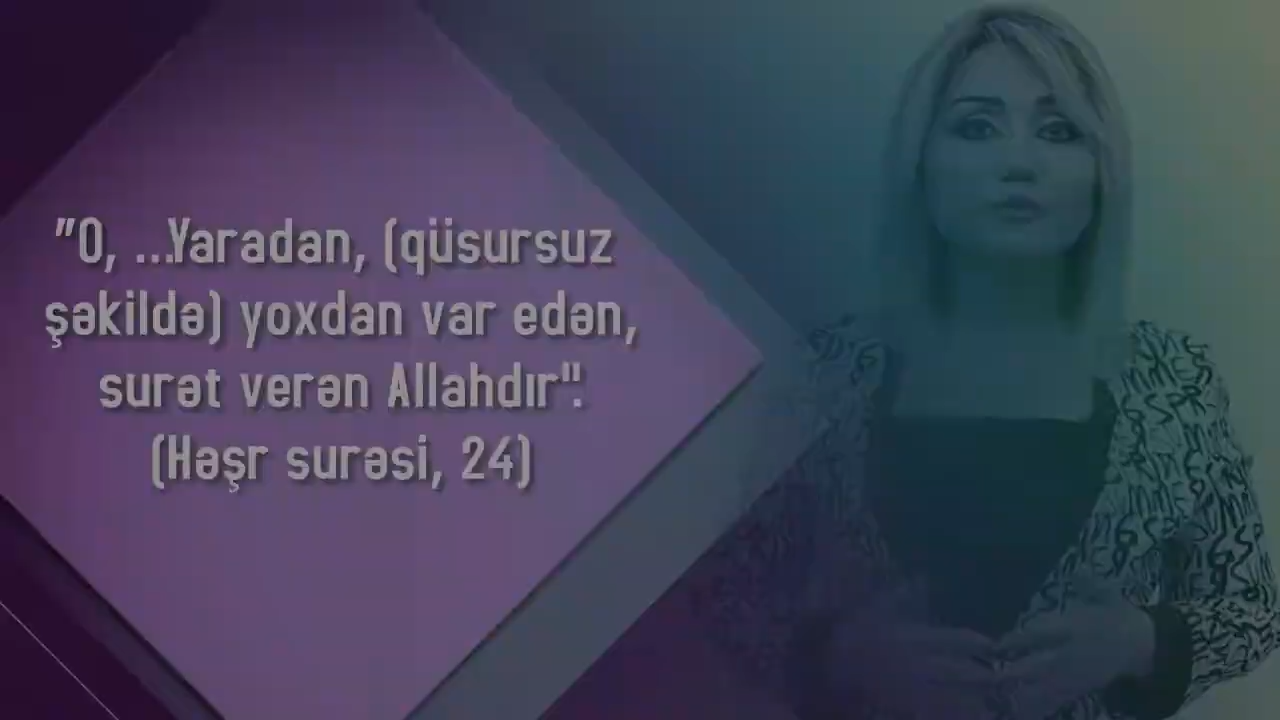 "O, ...Yaradan, (qüsursuz
şəkildə) yoxdan var edən,
surət verən Allahdır".
(Həşr surəsi, 24)